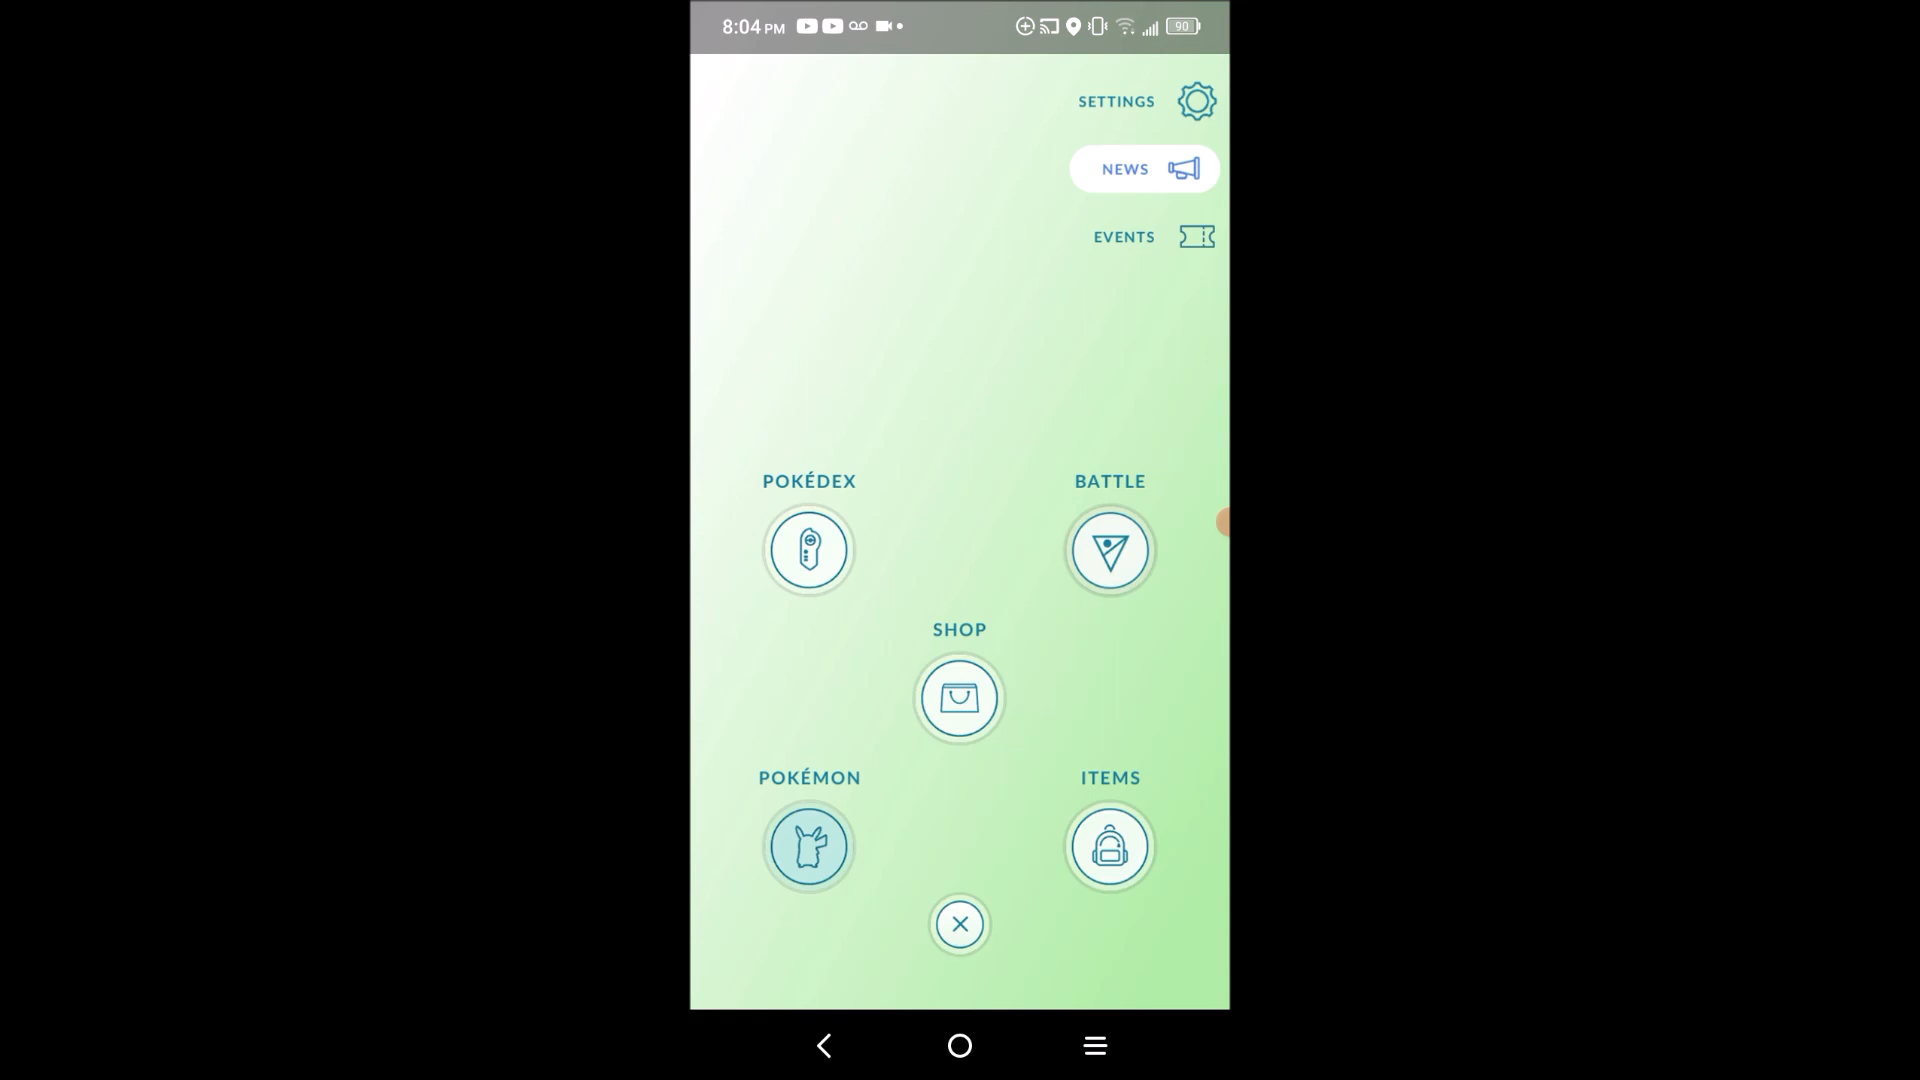 8:04 PM
90
SETTINGS
NEWS
EVENTS
POKÉDEX
BATTLE
SHOP
POKÉMON
ITEMS